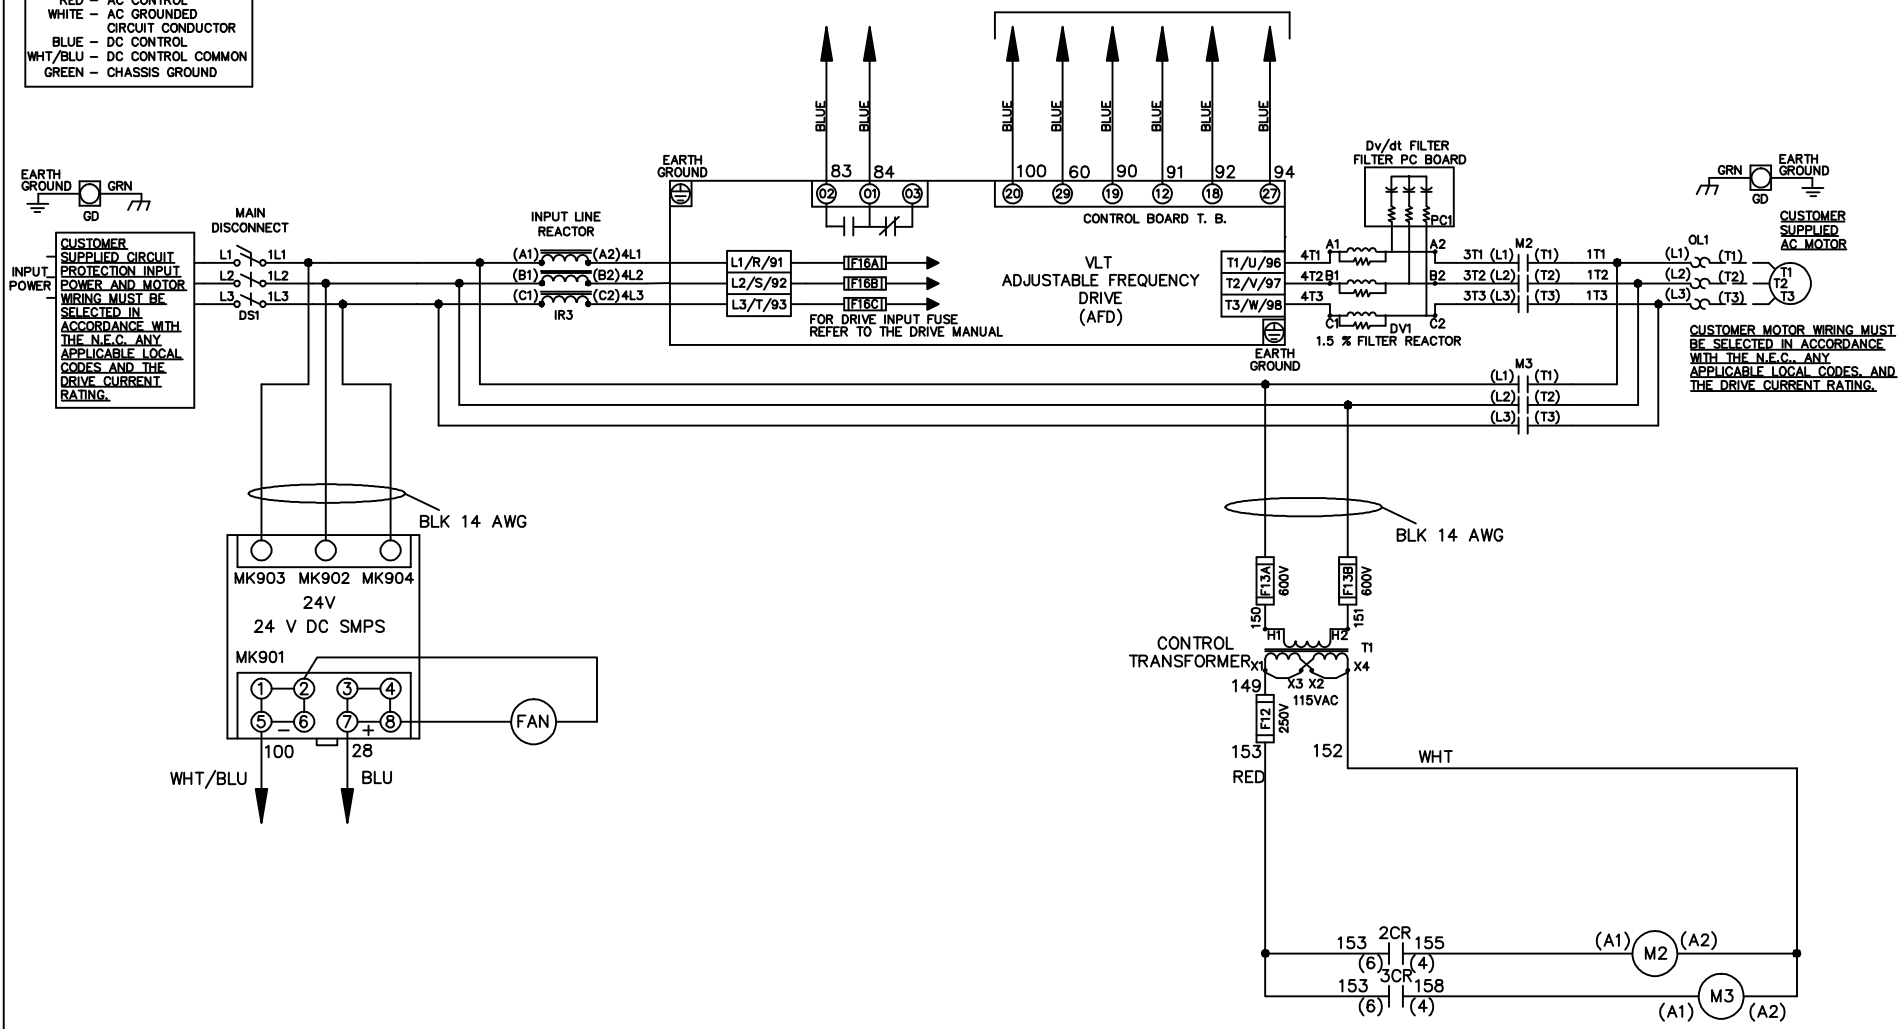 RED – AC CONTROL
WHITE – AC GROUNDED
CIRCUIT CONDUCTOR
BLUE – DC CONTROL
WHT/BLU – DC CONTROL COMMON
GREEN – CHASSIS GROUND
BLUE
BLUE
BLUE
BLUE
BLUE
BLUE
BLUE
BLUE
EARTH
GROUND
GRN
GD
MAIN
DISCONNECT
INPUT
POWER
CUSTOMER
SUPPLIED CIRCUIT
PROTECTION INPUT
POWER AND MOTOR
WIRING MUST BE
SELECTED IN
ACCORDANCE WITH
THE N.E.C. ANY
APPLICABLE LOCAL
CODES AND THE
DRIVE CURRENT
RATING.
L1 1L1
L2 1L2
L3 1L3
DS1
INPUT LINE
REACTOR
(A1) (A2) 4L1
(B1) (B2) 4L2
(C1) (C2) 4L3
IR3
EARTH
GROUND
83 84
02 01 03
100 60 90 91 92 94
20 29 19 12 18 27
CONTROL BOARD T. B.
L1/R/91 F16A
L2/S/92 F16B
L3/T/93 F16C
FOR DRIVE INPUT FUSE
REFER TO THE DRIVE MANUAL
VLT
ADJUSTABLE FREQUENCY
DRIVE
(AFD)
T1/U/96 4T1
T2/V/97 4T2
T3/W/98 4T3
EARTH
GROUND
Dv/dt FILTER
FILTER PC BOARD
PC1
A1 A2
B1 B2
C1 C2
DV1
1.5 % FILTER REACTOR
M2
3T1 (L1) (T1) 1T1
3T2 (L2) (T2) 1T2
3T3 (L3) (T3) 1T3
OL1
(L1) (T1)
(L2) (T2)
(L3) (T3)
T1
T2
T3
GRN
GD
EARTH
GROUND
CUSTOMER
SUPPLIED
AC MOTOR
CUSTOMER MOTOR WIRING MUST
BE SELECTED IN ACCORDANCE
WITH THE N.E.C., ANY
APPLICABLE LOCAL CODES, AND
THE DRIVE CURRENT RATING.
M3
(L1) (T1)
(L2) (T2)
(L3) (T3)
BLK 14 AWG
MK903 MK902 MK904
24V
24 V DC SMPS
MK901
1 2 3 4
5 – 6 7 + 8
FAN
100 28
WHT/BLU BLU
BLK 14 AWG
F13A 600V
F13B 600V
150 151
H1 H2
T1
CONTROL
TRANSFORMER
X1 X4
X3 X2
115VAC
149
F12 250V
153 152
RED
WHT
2CR
153 155
(6) (4)
(A1) M2 (A2)
3CR
153 158
(6) (4)
(A1) M3 (A2)